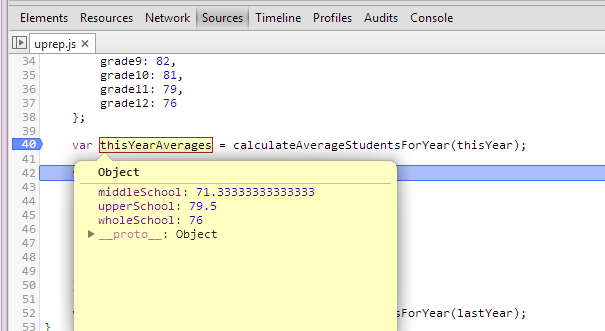 Elements Resources Network Sources Timeline Profiles Audits Console
uprep.js ×
34 grade9: 82,
35 grade10: 81,
36 grade11: 79,
37 grade12: 76
38 };
39
40 var thisYearAverages = calculateAverageStudentsForYear(thisYear);
41
42
43
44
45
46
47
48
49
50
51
52 sForYear(lastYear);
53 }
Object
middleSchool: 71.33333333333333
upperSchool: 79.5
wholeSchool: 76
▶ __proto__: Object